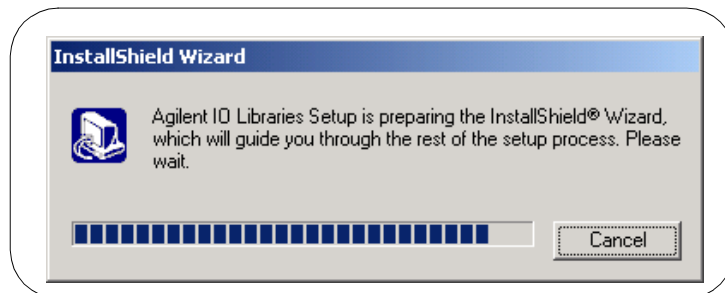 InstallShield Wizard
Agilent IO Libraries Setup is preparing the InstallShield® Wizard,
which will guide you through the rest of the setup process. Please
wait.
Cancel